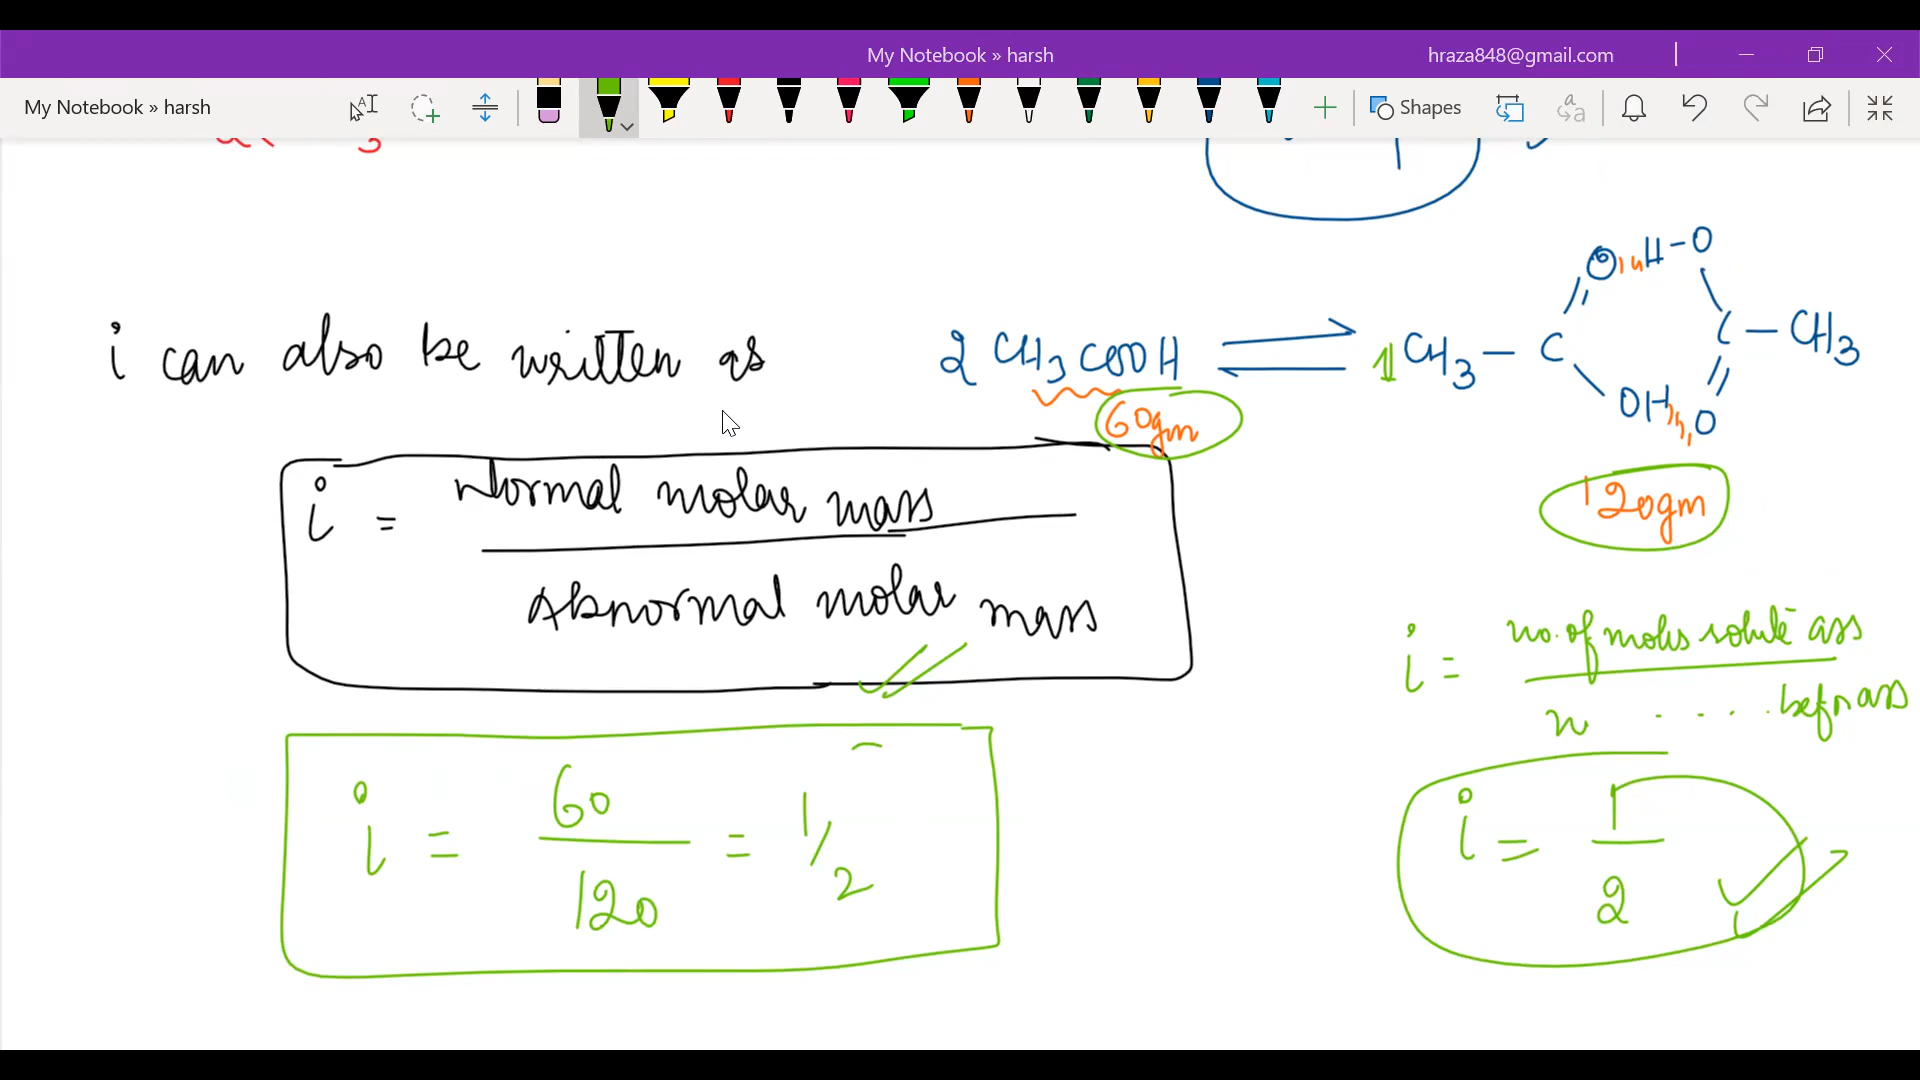 My Notebook » harsh
hraza848@gmail.com
My Notebook » harsh
Shapes
i can also be written as
2 CH3COOH ⇌ 1 CH3 – C
O H – O
C – CH3
OH O
60gm
120gm
i = Normal molar mass
Abnormal molar mass
i = no. of moles solute ass
n . . . . . befr ass
i = 60/120 = 1/2
i = 1/2